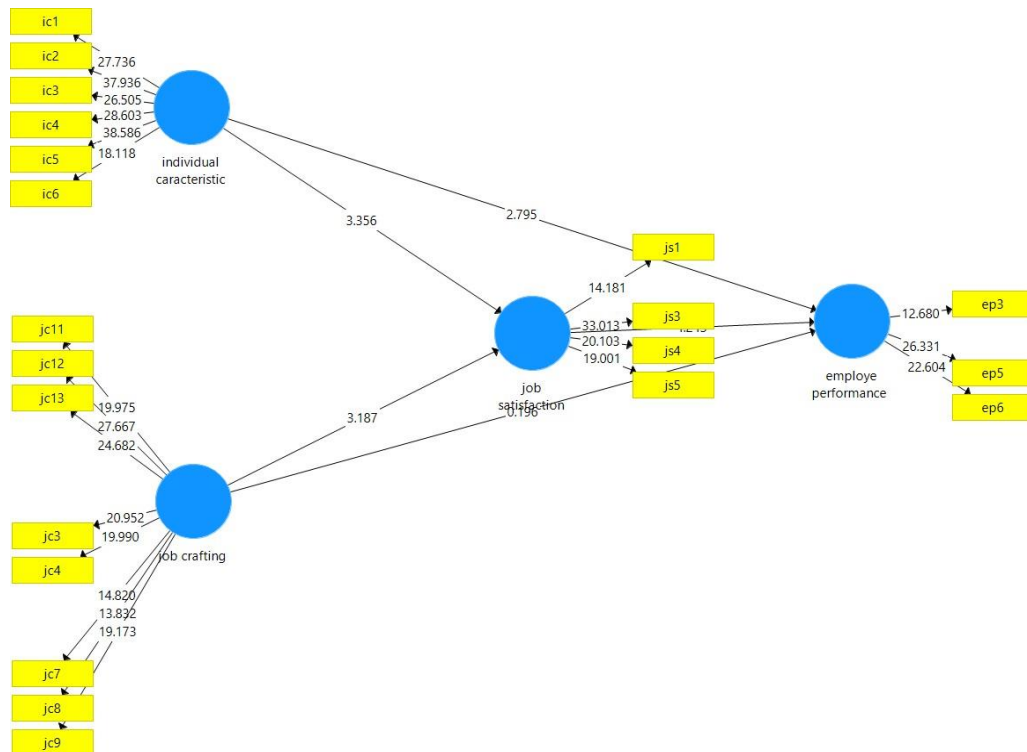 ic1
ic2
ic3
ic4
ic5
ic6
27.736
37.936
26.505
28.603
38.586
18.118
individual
caracteristic
3.356
2.795
js1
js3
js4
js5
14.181
33.013
20.103
19.001
job
satisfaction
ep3
ep5
ep6
12.680
26.331
22.604
employe
performance
jc11
jc12
jc13
19.975
27.667
24.682
3.187
0.196
jc3
jc4
20.952
19.990
job crafting
14.820
13.832
19.173
jc7
jc8
jc9